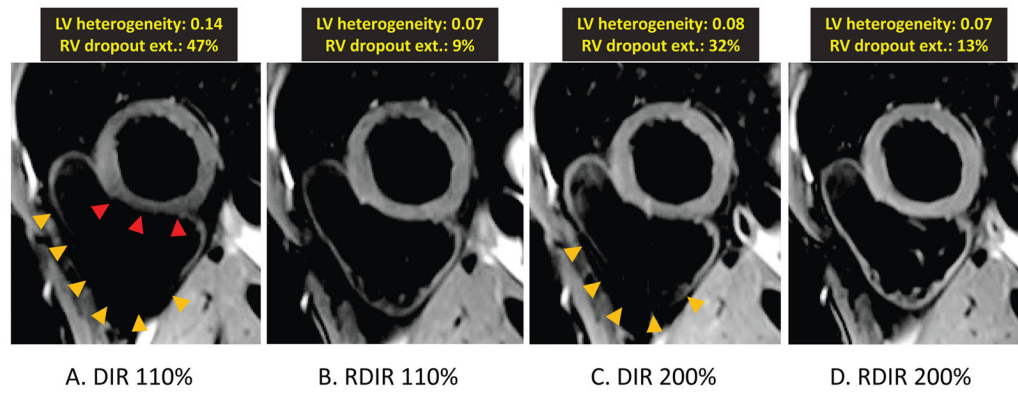 LV heterogeneity: 0.14
RV dropout ext.: 47%
LV heterogeneity: 0.07
RV dropout ext.: 9%
LV heterogeneity: 0.08
RV dropout ext.: 32%
LV heterogeneity: 0.07
RV dropout ext.: 13%
A. DIR 110%
B. RDIR 110%
C. DIR 200%
D. RDIR 200%